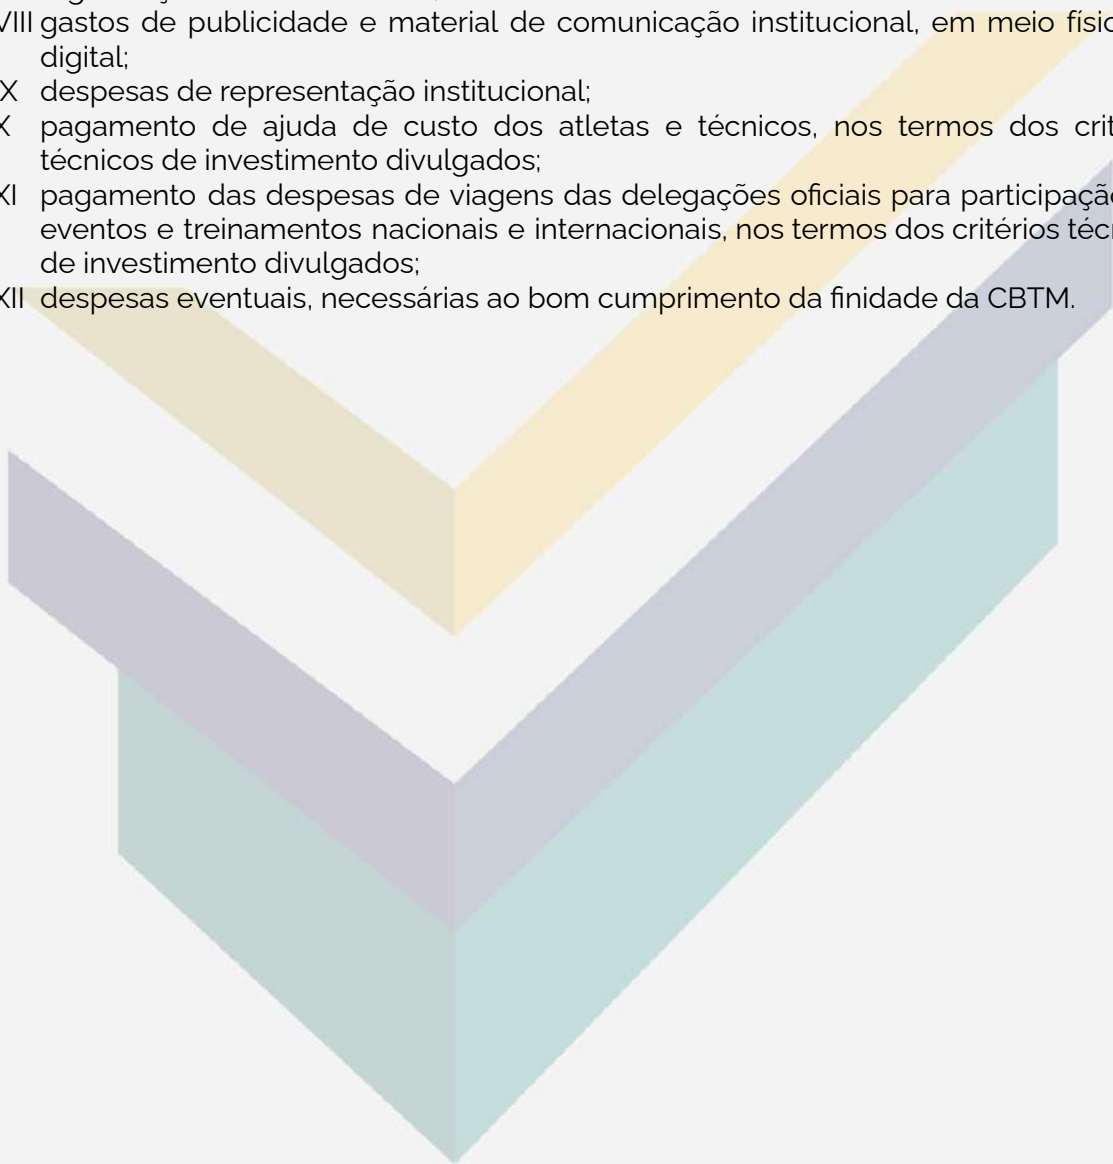 VIII gastos de publicidade e material de comunicação institucional, em meio
digital;
IX despesas de representação institucional;
X pagamento de ajuda de custo dos atletas e técnicos, nos termos dos
técnicos de investimento divulgados;
XI pagamento das despesas de viagens das delegações oficiais para participação
eventos e treinamentos nacionais e internacionais, nos termos dos critérios
de investimento divulgados;
XII despesas eventuais, necessárias ao bom cumprimento da finidade da CBTM.